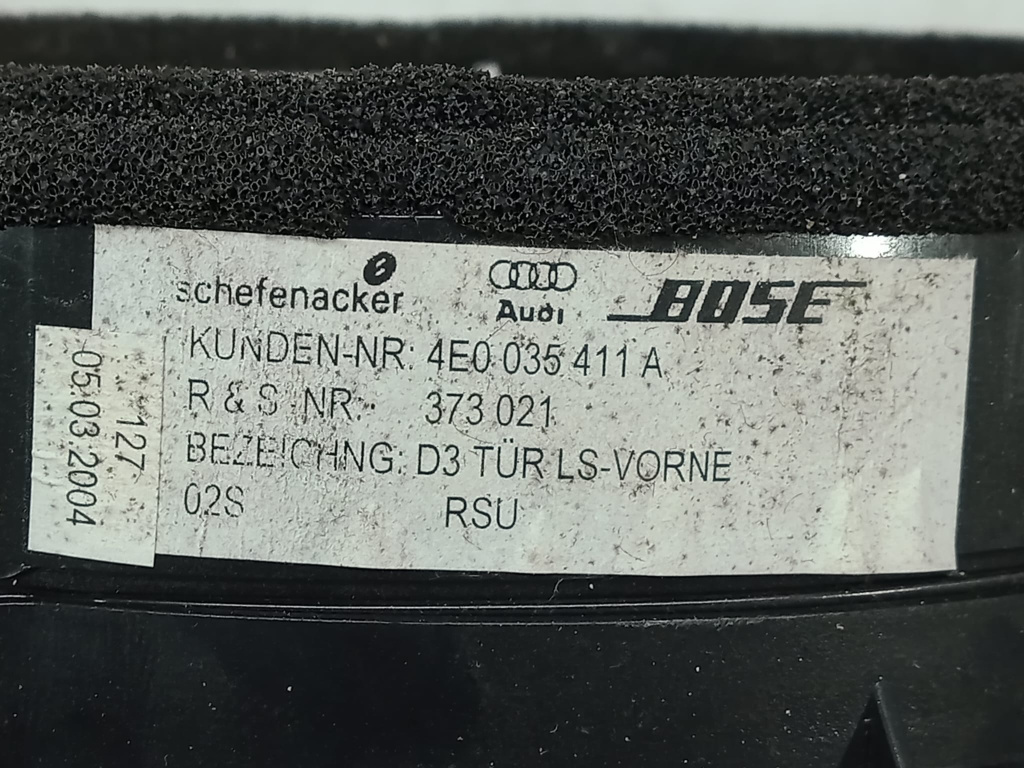 schefenacker
Audi
BOSE
KUNDEN-NR: 4E0 035 411 A
R & S NR. 373 021
BEZEICHNG: D3 TÜR LS-VORNE
02S RSU
127
05.03.2004